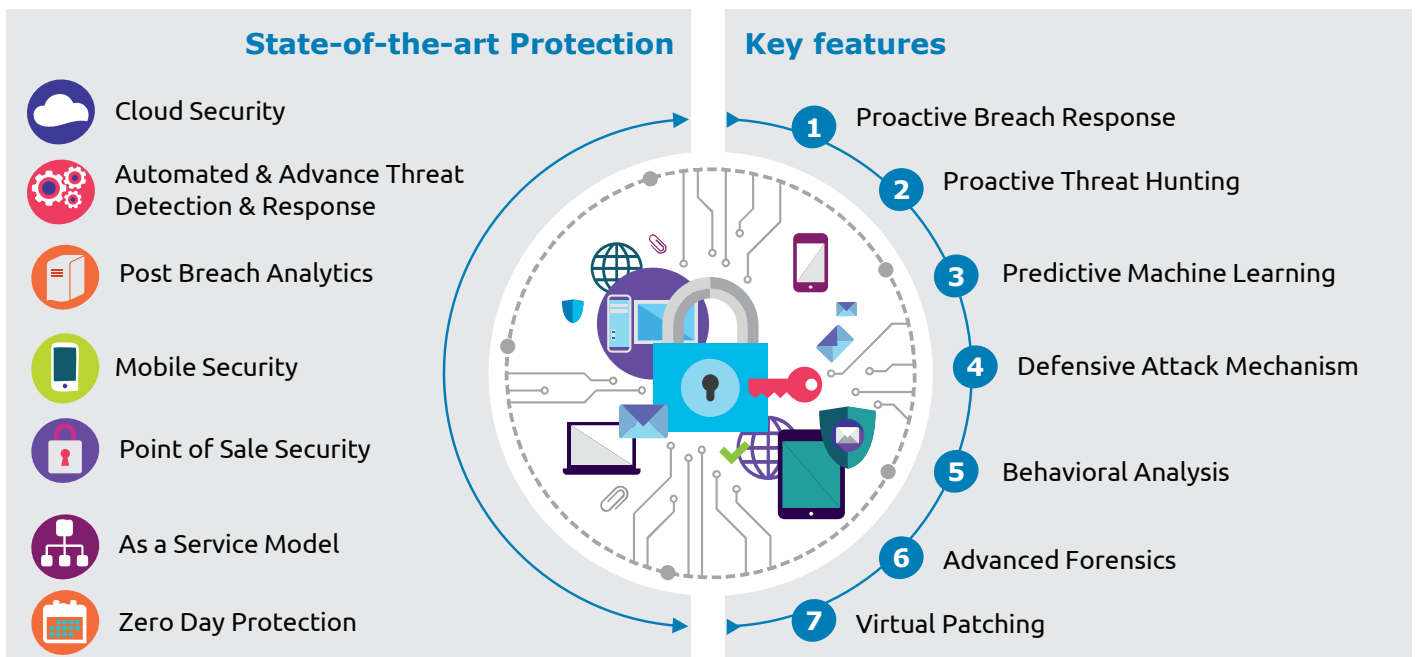 State-of-the-art Protection
Cloud Security
Automated & Advance Threat
Detection & Response
Post Breach Analytics
Mobile Security
Point of Sale Security
As a Service Model
Zero Day Protection
Key features
1 Proactive Breach Response
2 Proactive Threat Hunting
3 Predictive Machine Learning
4 Defensive Attack Mechanism
5 Behavioral Analysis
6 Advanced Forensics
7 Virtual Patching